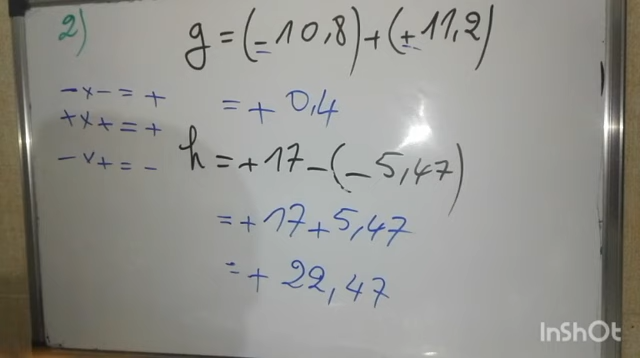 2)
g = (-10,8) + (+11,2)
- x - = +
= + 0,4
+ x + = +
h = +17 - (-5,47)
- x + = -
= +17 + 5,47
= + 22,47
InShOt